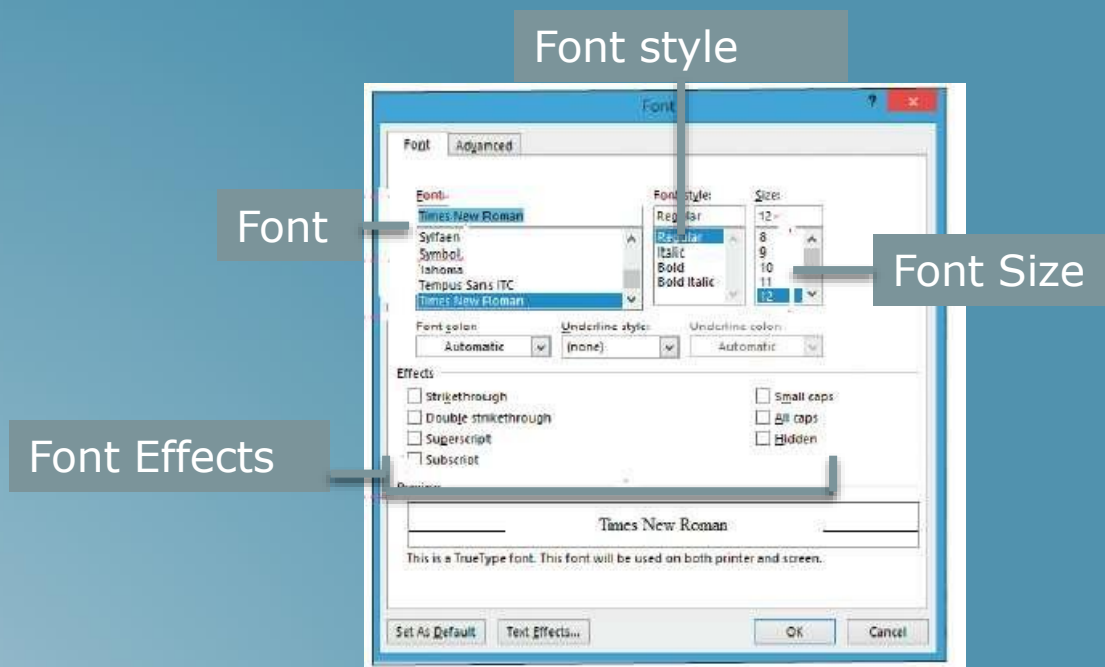 Font style
Font
Font Advanced
Font: Font style: Size:
Times New Roman Regular 12
Sylfaen Regular 8
Symbol Italic 9
Tahoma Bold 10
Tempus Sans ITC Bold Italic 11
Times New Roman 12
Font
Font Size
Font color: Underline style: Underline color:
Automatic (none) Automatic
Effects
Strikethrough Small caps
Double strikethrough All caps
Superscript Hidden
Subscript
Font Effects
Preview
Times New Roman
This is a TrueType font. This font will be used on both printer and screen.
Set As Default Text Effects... OK Cancel